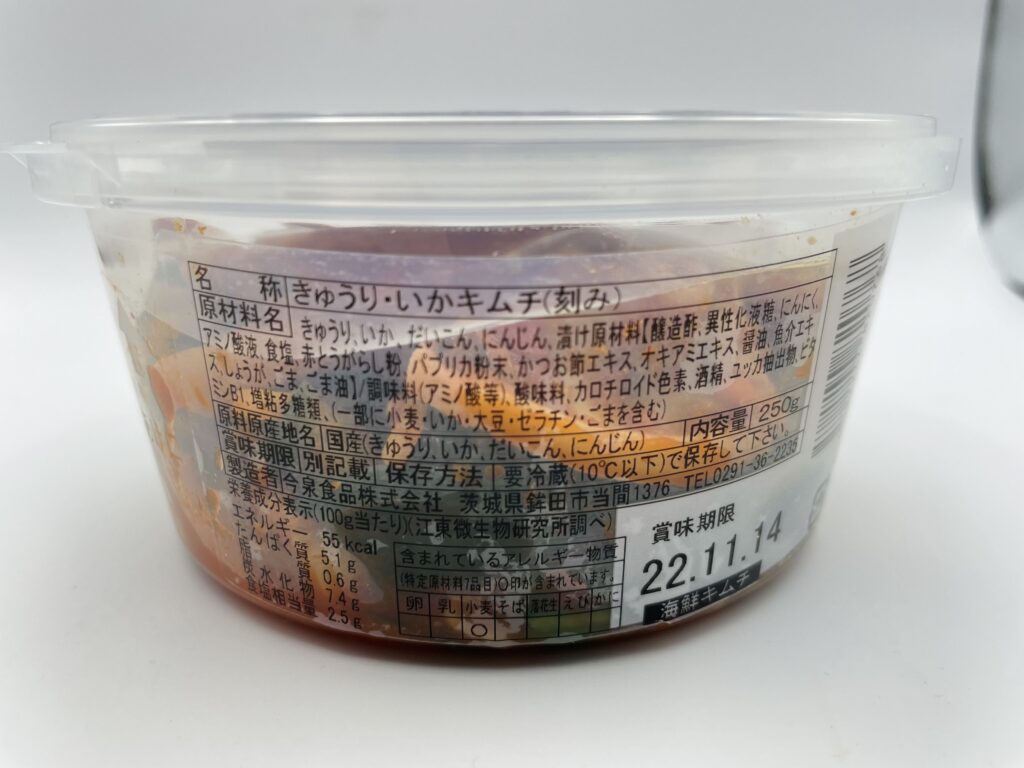 名称 きゅうり・いかキムチ(刻み)
原材料名 きゅうり、いか、だいこん、にんじん、漬け原材料【醸造酢、異性化液糖、にんにく、
アミノ酸液、食塩、赤とうがらし粉、パプリカ粉末、かつお節エキス、オキアミエキス、醤油、魚介エキ
ス、しょうが、ごま、ごま油】/調味料(アミノ酸等)、酸味料、カロチロイド色素、酒精、ユッカ抽出物、ビタ
ミンB1、増粘多糖類、(一部に小麦・いか・大豆・ゼラチン・ごまを含む)
原料原産地名 国産(きゅうり、いか、だいこん、にんじん) 内容量 250g
賞味期限 別記載 保存方法 要冷蔵(10℃以下)で保存して下さい。
製造者 今泉食品株式会社 茨城県鉾田市当間1376 TEL0291-36-2236
栄養成分表示(100g当たり)(江東微生物研究所調べ)
エネルギー 55kcal
たんぱく質 5.1g
脂質 0.6g
炭水化物 7.4g
食塩相当量 2.5g
含まれているアレルギー物質
(特定原材料7品目)〇印が含まれています。
卵 乳 小麦 そば 落花生 えび かに
〇
賞味期限
22.11.14
海鮮キムチ